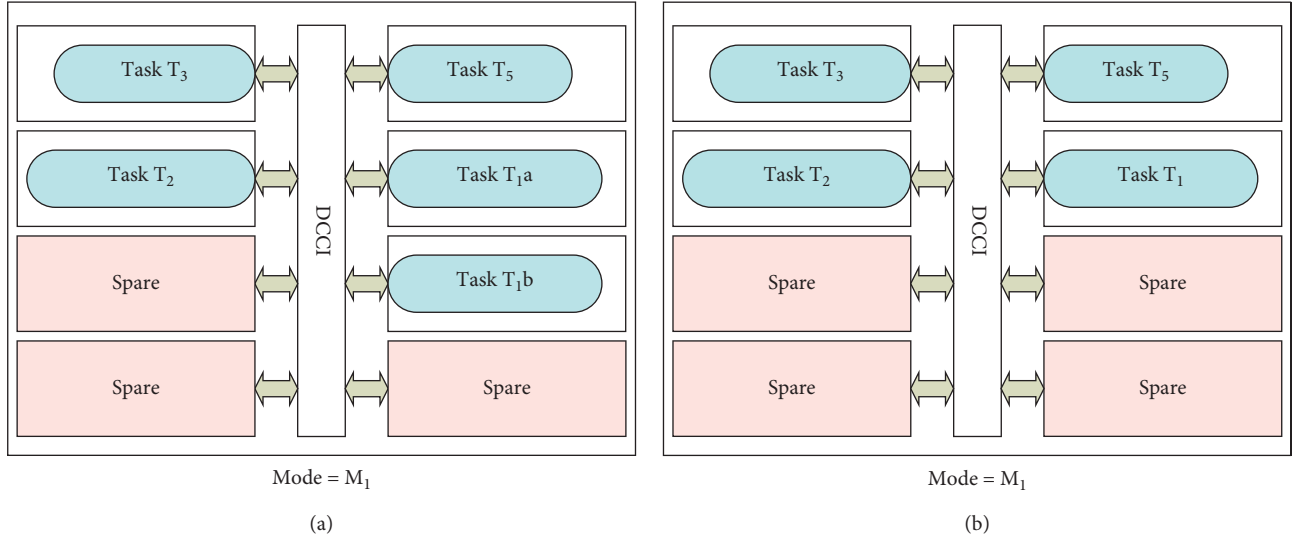 Task T3
Task T5
Task T2
Task T1a
DCCI
Spare
Task T1b
Spare
Spare
Mode = M1
(a)
Task T3
Task T5
Task T2
Task T1
DCCI
Spare
Spare
Spare
Spare
Mode = M1
(b)